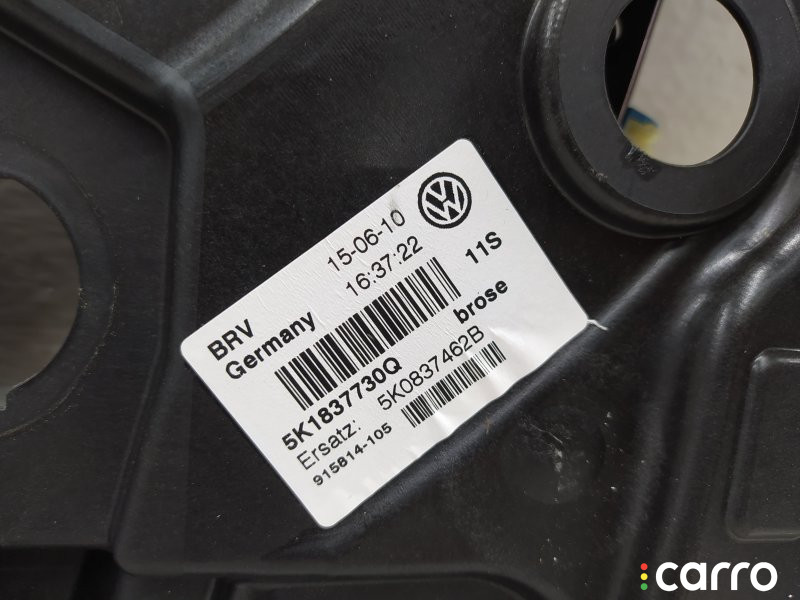 15-06-10
16:37:22
BRV
Germany
11S
brose
5K1837730Q
Ersatz: 5K0837462B
915814-105
carro